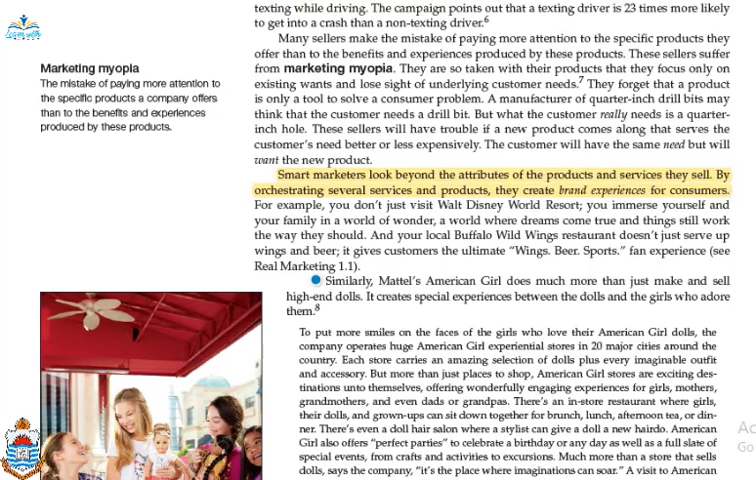 texting while driving. The campaign points out that a texting driver is 23 times more likely
to get into a crash than a non-texting driver.6
Many sellers make the mistake of paying more attention to the specific products they
offer than to the benefits and experiences produced by these products. These sellers suffer
from marketing myopia. They are so taken with their products that they focus only on
existing wants and lose sight of underlying customer needs.7 They forget that a product
is only a tool to solve a consumer problem. A manufacturer of quarter-inch drill bits may
think that the customer needs a drill bit. But what the customer really needs is a quarter-
inch hole. These sellers will have trouble if a new product comes along that serves the
customer's need better or less expensively. The customer will have the same need but will
want the new product.
Marketing myopia
The mistake of paying more attention to
the specific products a company offers
than to the benefits and experiences
produced by these products.
Smart marketers look beyond the attributes of the products and services they sell. By
orchestrating several services and products, they create brand experiences for consumers.
For example, you don't just visit Walt Disney World Resort; you immerse yourself and
your family in a world of wonder, a world where dreams come true and things still work
the way they should. And your local Buffalo Wild Wings restaurant doesn't just serve up
wings and beer; it gives customers the ultimate "Wings. Beer. Sports." fan experience (see
Real Marketing 1.1).
Similarly, Mattel's American Girl does much more than just make and sell
high-end dolls. It creates special experiences between the dolls and the girls who adore
them.8
To put more smiles on the faces of the girls who love their American Girl dolls, the
company operates huge American Girl experiential stores in 20 major cities around the
country. Each store carries an amazing selection of dolls plus every imaginable outfit
and accessory. But more than just places to shop, American Girl stores are exciting des-
tinations unto themselves, offering wonderfully engaging experiences for girls, mothers,
grandmothers, and even dads or grandpas. There's an in-store restaurant where girls,
their dolls, and grown-ups can sit down together for brunch, lunch, afternoon tea, or din-
ner. There's even a doll hair salon where a stylist can give a doll a new hairdo. American
Girl also offers "perfect parties" to celebrate a birthday or any day as well as a full slate of
special events, from crafts and activities to excursions. Much more than a store that sells
dolls, says the company, "it's the place where imaginations can soar." A visit to American
Ac
Go